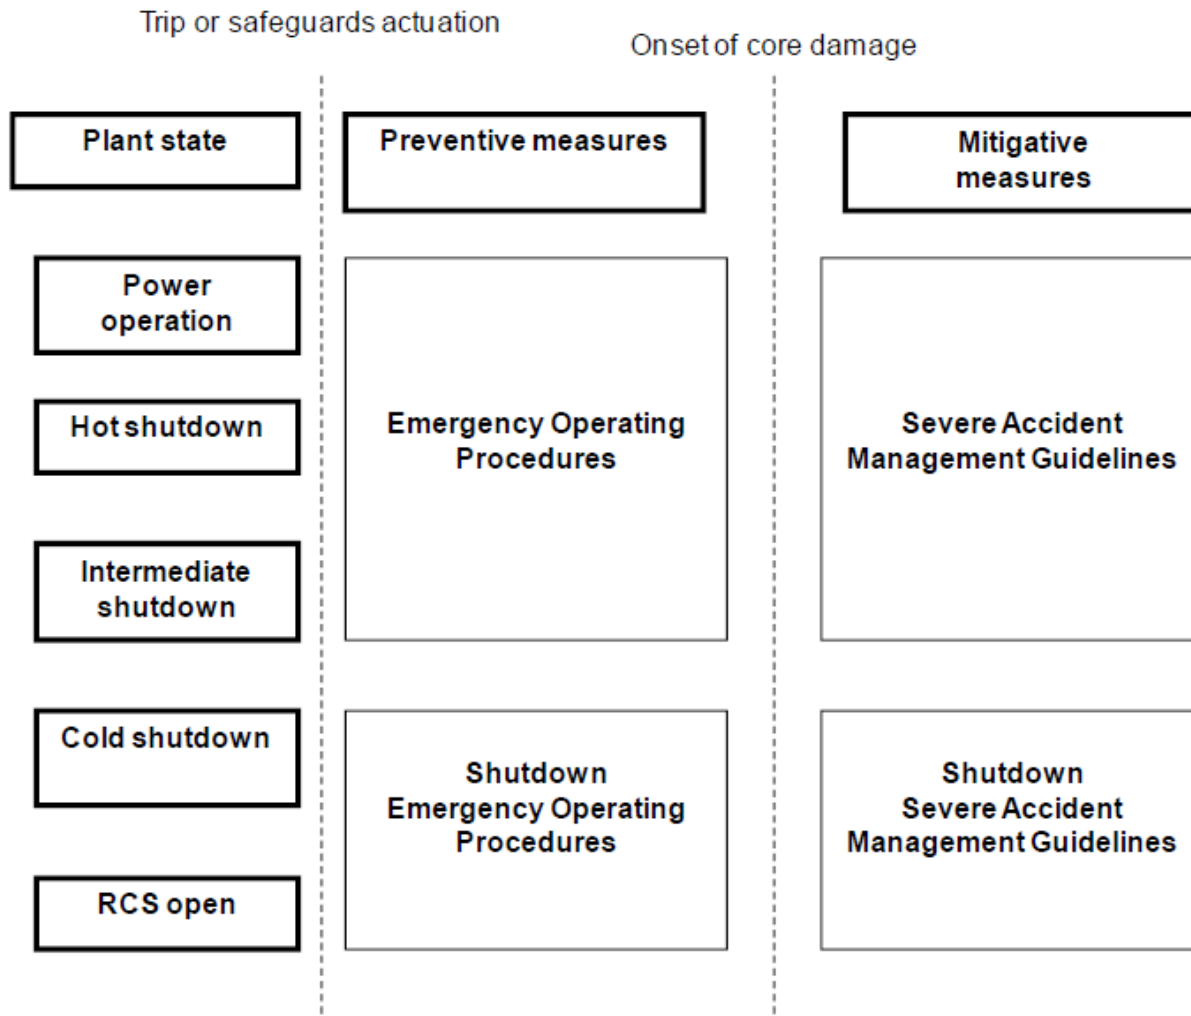 Trip or safeguards actuation
Onset of core damage
Plant state
Preventive measures
Mitigative
measures
Power
operation
Hot shutdown
Intermediate
shutdown
Emergency Operating
Procedures
Severe Accident
Management Guidelines
Cold shutdown
RCS open
Shutdown
Emergency Operating
Procedures
Shutdown
Severe Accident
Management Guidelines